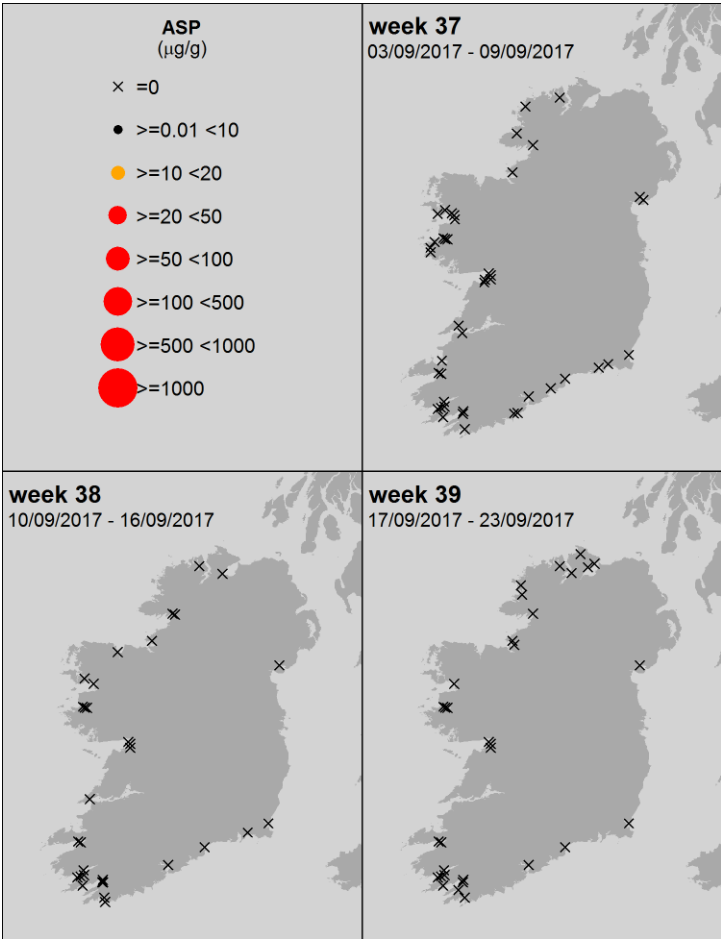 ASP
(µg/g)
=0
>=0.01 <10
>=10 <20
>=20 <50
>=50 <100
>=100 <500
>=500 <1000
>=1000
week 37
03/09/2017 - 09/09/2017
week 38
10/09/2017 - 16/09/2017
week 39
17/09/2017 - 23/09/2017